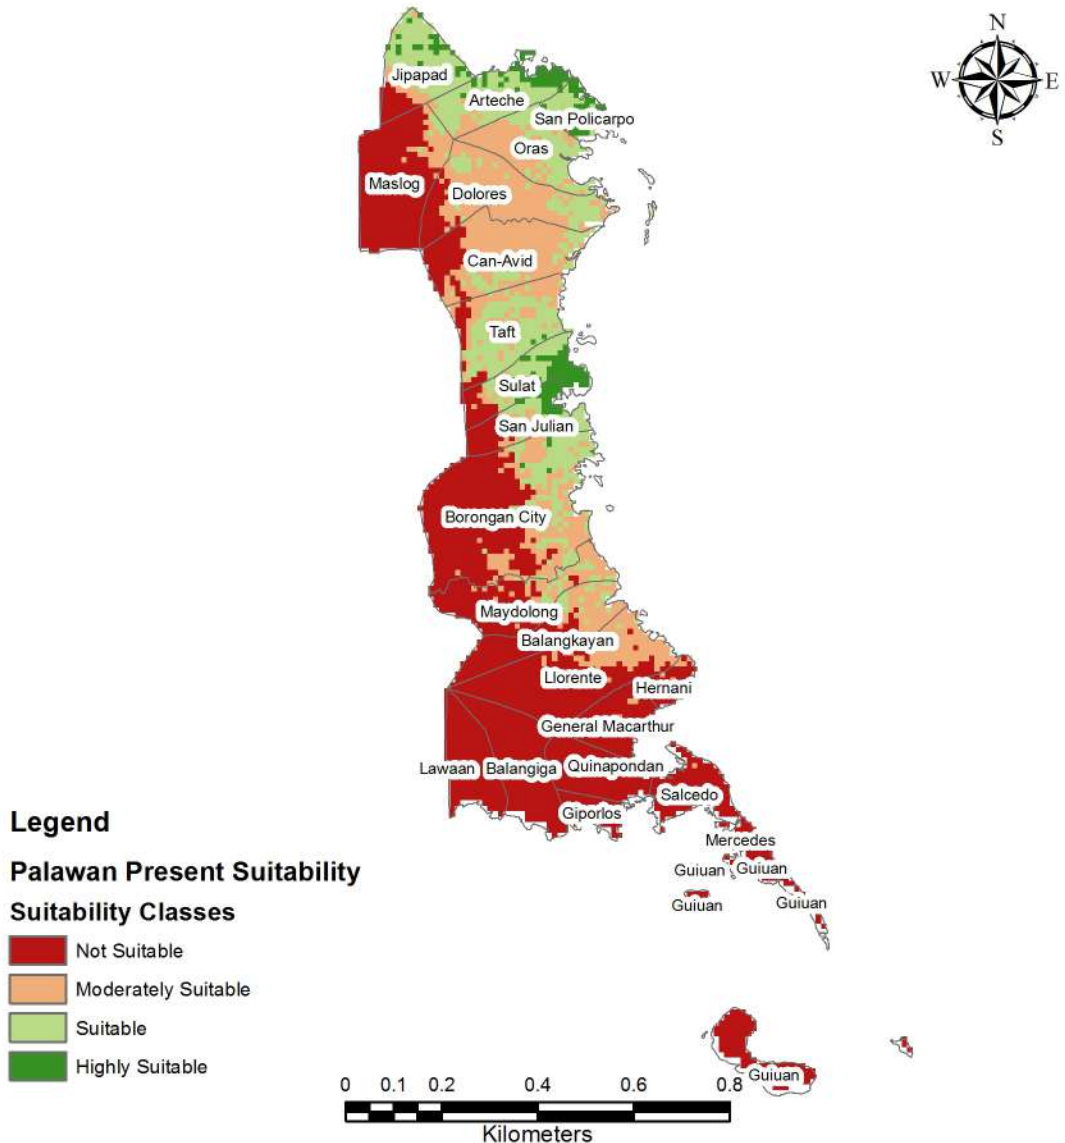 N
W
E
S
Jipapad
Arteche
San Policarpo
Oras
Maslog
Dolores
Can-Avid
Taft
Sulat
San Julian
Borongan City
Maydolong
Balangkayan
Llorente
Hernani
General Macarthur
Lawaan
Balangiga
Quinapondan
Salcedo
Giporlos
Mercedes
Guiuan
Guiuan
Guiuan
Guiuan
Guiuan
Legend
Palawan Present Suitability
Suitability Classes
Not Suitable
Moderately Suitable
Suitable
Highly Suitable
0 0.1 0.2 0.4 0.6 0.8
Kilometers